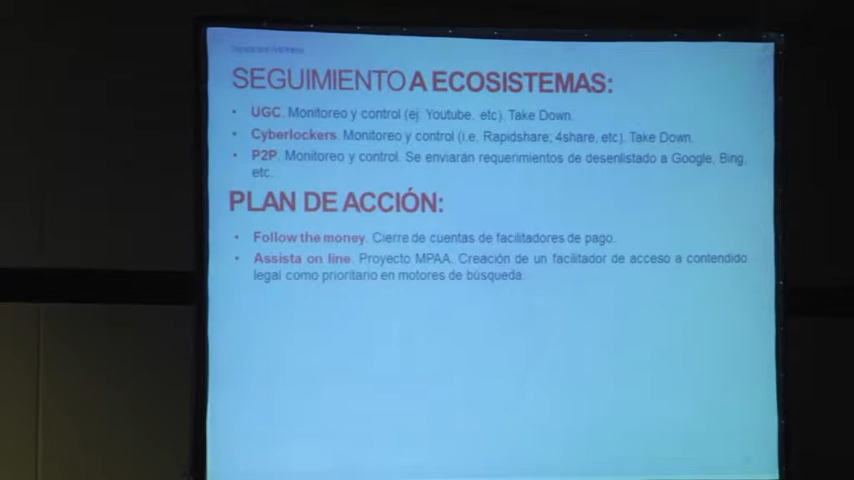 SEGUIMIENTO A ECOSISTEMAS:
• UGC. Monitoreo y control (ej. Youtube, etc). Take Down.
• Cyberlockers. Monitoreo y control (i.e. Rapidshare, 4share, etc). Take Down.
• P2P. Monitoreo y control. Se enviarán requerimientos de desenlistado a Google, Bing,
etc.
PLAN DE ACCIÓN:
• Follow the money. Cierre de cuentas de facilitadores de pago.
• Assista on line. Proyecto MPAA. Creación de un facilitador de acceso a contendido
legal como prioritario en motores de búsqueda.